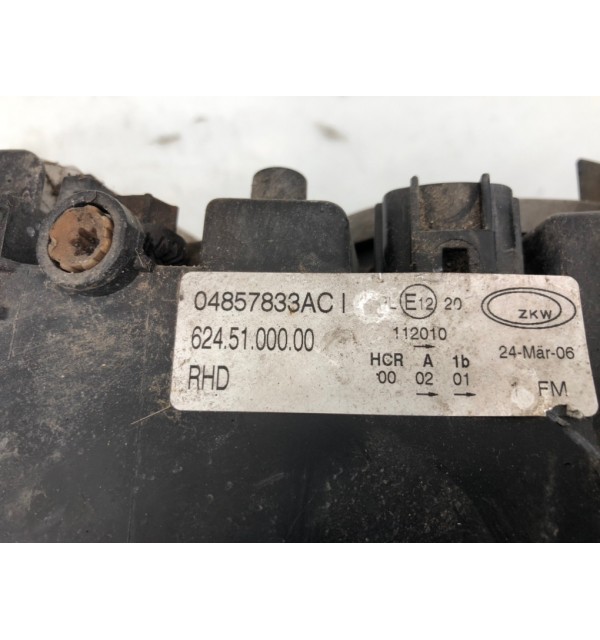 04857833AC I L E12 20 ZKW
624.51.000.00 112010 24-Mär-06
HCR A 1b
RHD 00 02 01 FM